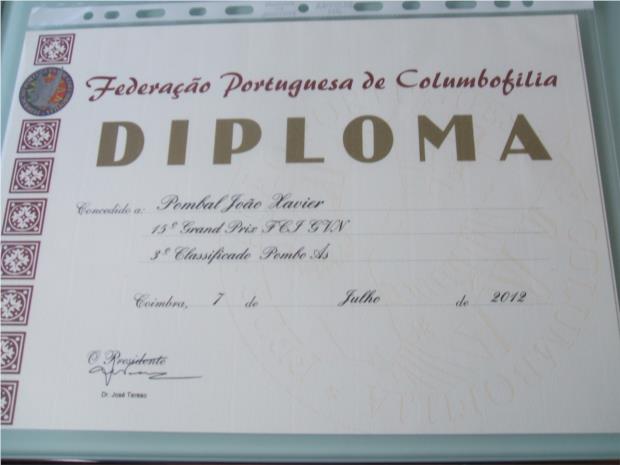 Federação Portuguesa de Columbofilia
DIPLOMA
Concedido a: Pombal João Xavier
15º Grand Prix FCI GVN
3º Classificado Pombo Ás
Coimbra, 7 de Julho de 2012
O Presidente
Dr. José Tereso